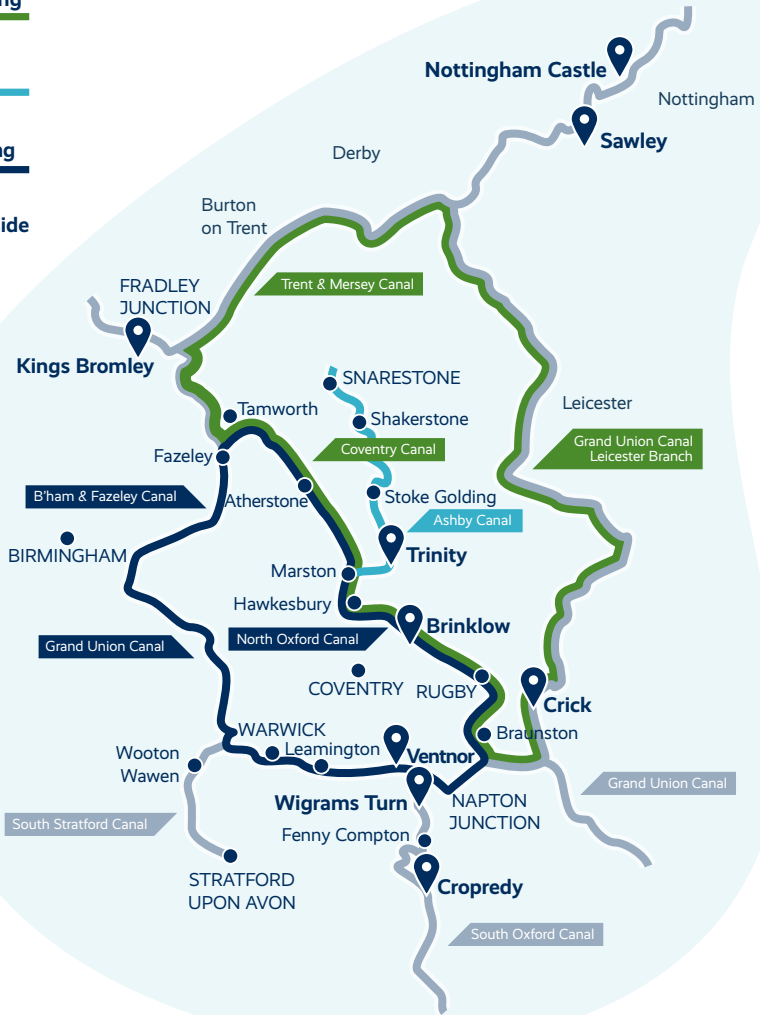 ng
Nottingham Castle
Nottingham
ng
Sawley
Derby
ide
Burton
on Trent
Trent & Mersey Canal
FRADLEY
JUNCTION
Kings Bromley
SNARESTONE
Tamworth
Shakerstone
Leicester
Coventry Canal
Grand Union Canal
Leicester Branch
Fazeley
B'ham & Fazeley Canal
Atherstone
Stoke Golding
Ashby Canal
BIRMINGHAM
Trinity
Marston
Hawkesbury
Brinklow
North Oxford Canal
Grand Union Canal
COVENTRY
RUGBY
Crick
WARWICK
Braunston
Leamington
Ventnor
Wooton
Wawen
Grand Union Canal
Wigrams Turn
NAPTON
JUNCTION
South Stratford Canal
Fenny Compton
STRATFORD
UPON AVON
Cropredy
South Oxford Canal